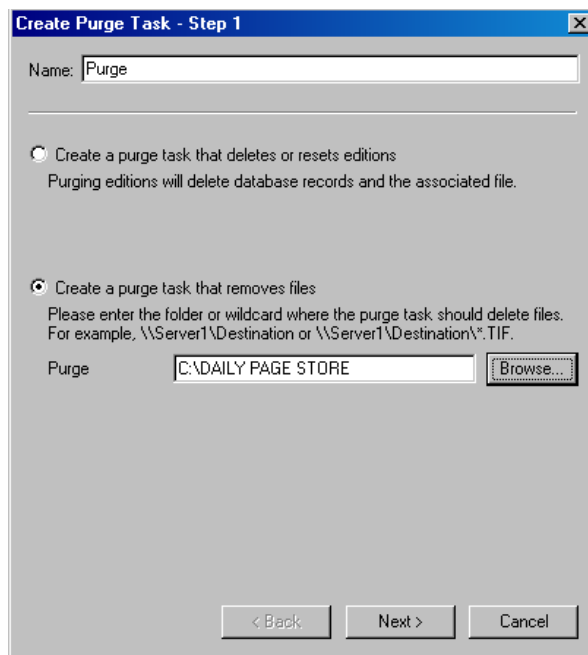 Create Purge Task - Step 1
Name: Purge
Create a purge task that deletes or resets editions
Purging editions will delete database records and the associated file.
Create a purge task that removes files
Please enter the folder or wildcard where the purge task should delete files.
For example, \\Server1\Destination or \\Server1\Destination\*.TIF.
Purge C:\DAILY PAGE STORE Browse...
< Back Next > Cancel